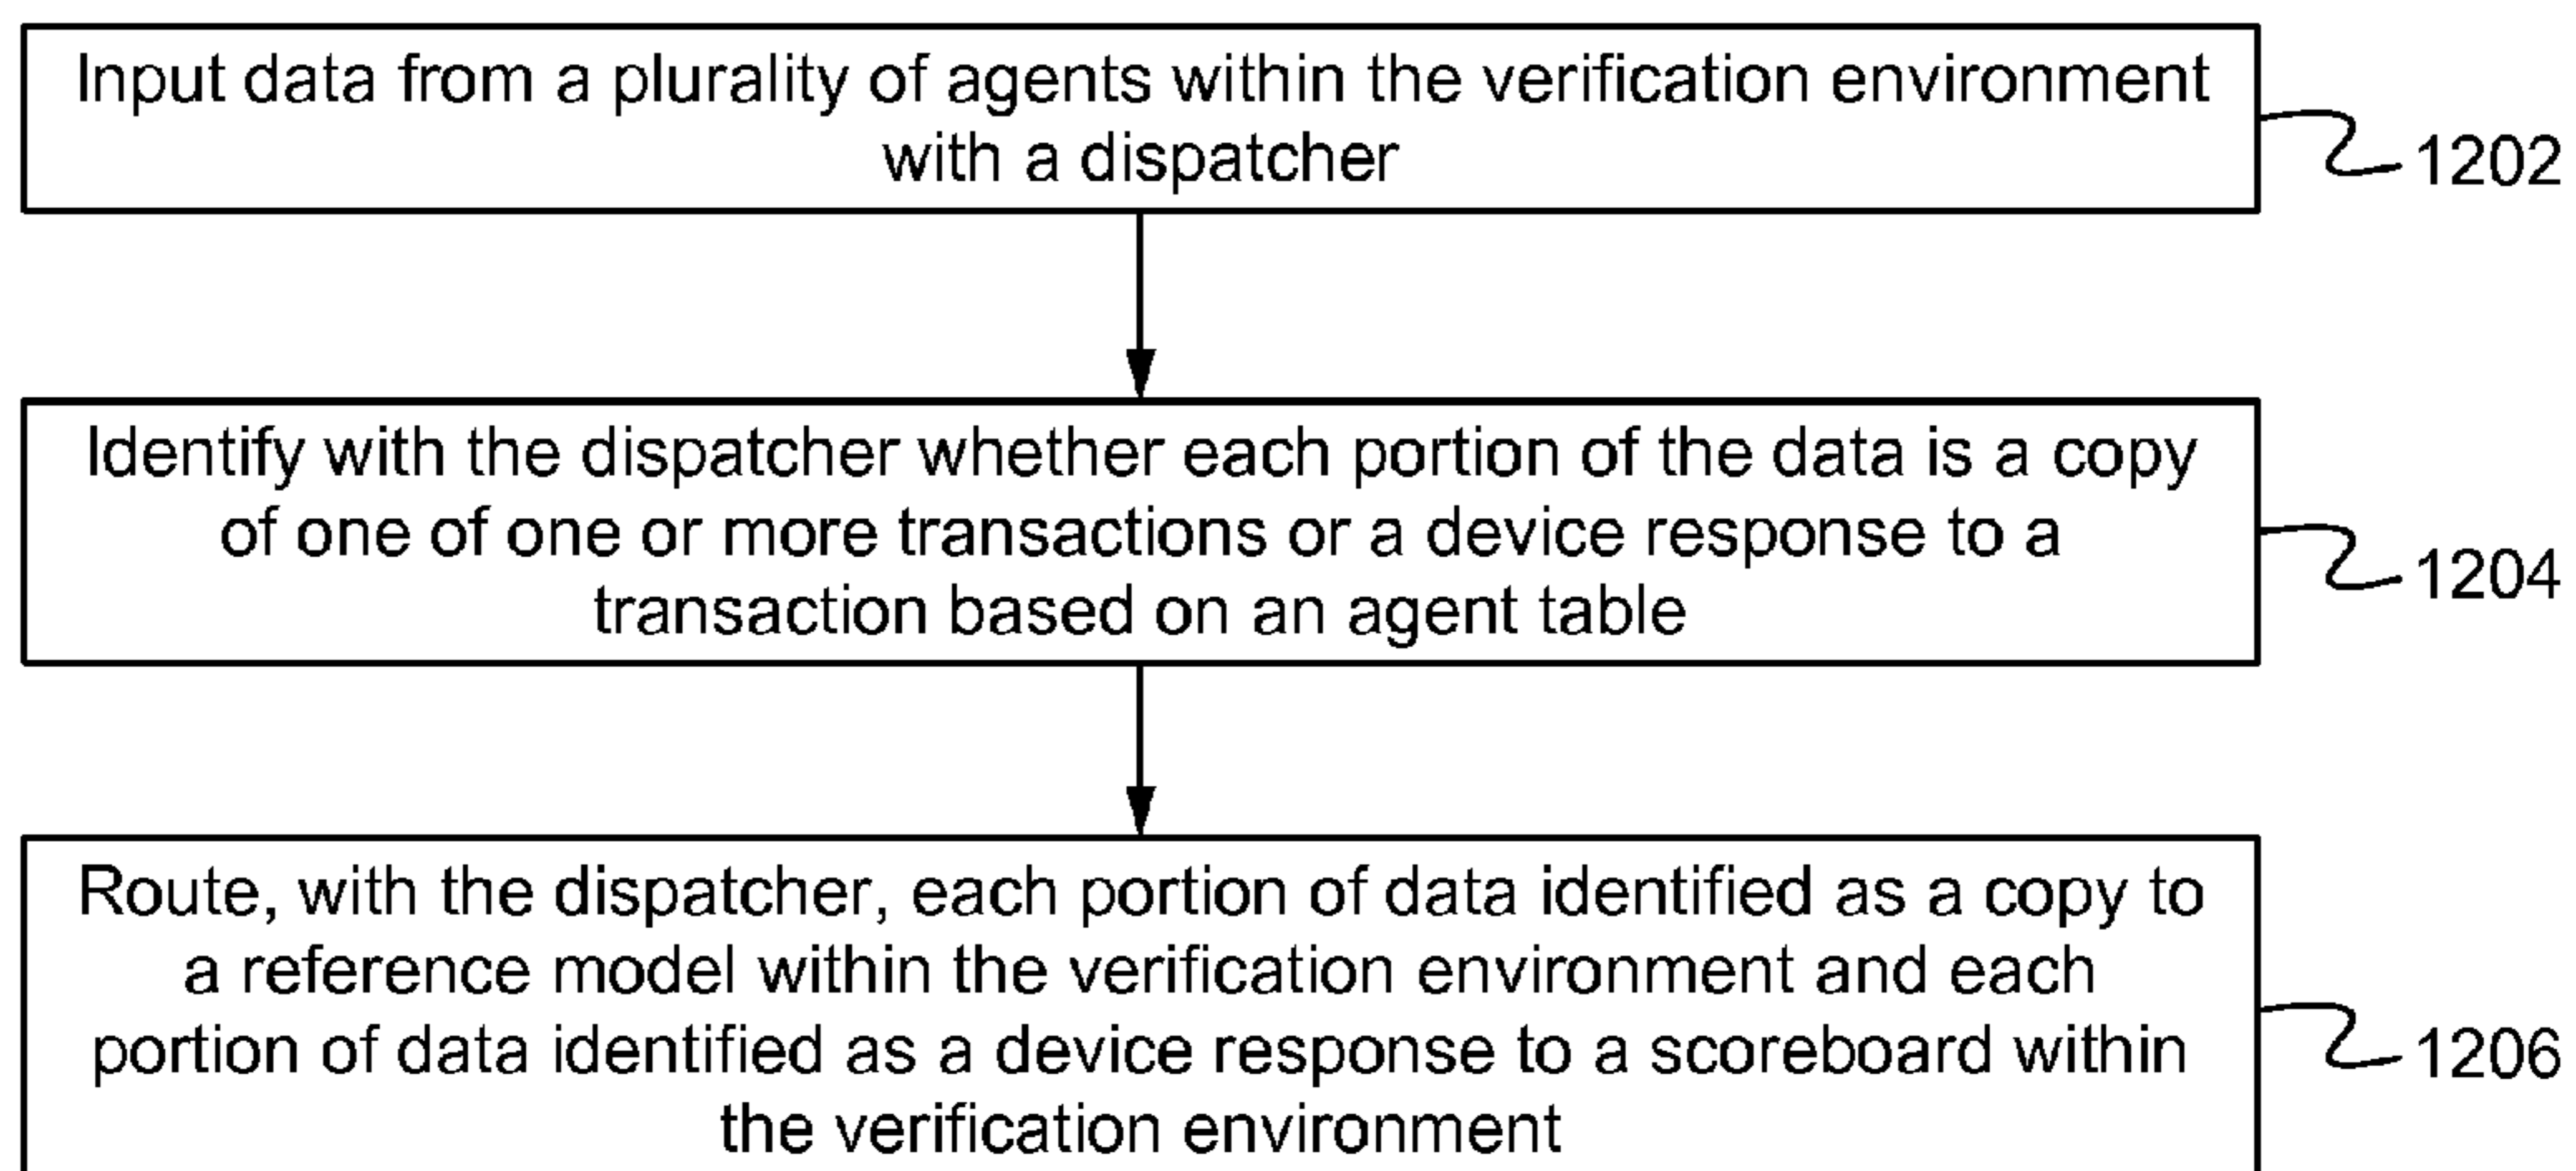 Input data from a plurality of agents within the verification environment
with a dispatcher
1202
Identify with the dispatcher whether each portion of the data is a copy
of one of one or more transactions or a device response to a
transaction based on an agent table
1204
Route, with the dispatcher, each portion of data identified as a copy to
a reference model within the verification environment and each
portion of data identified as a device response to a scoreboard within
the verification environment
1206